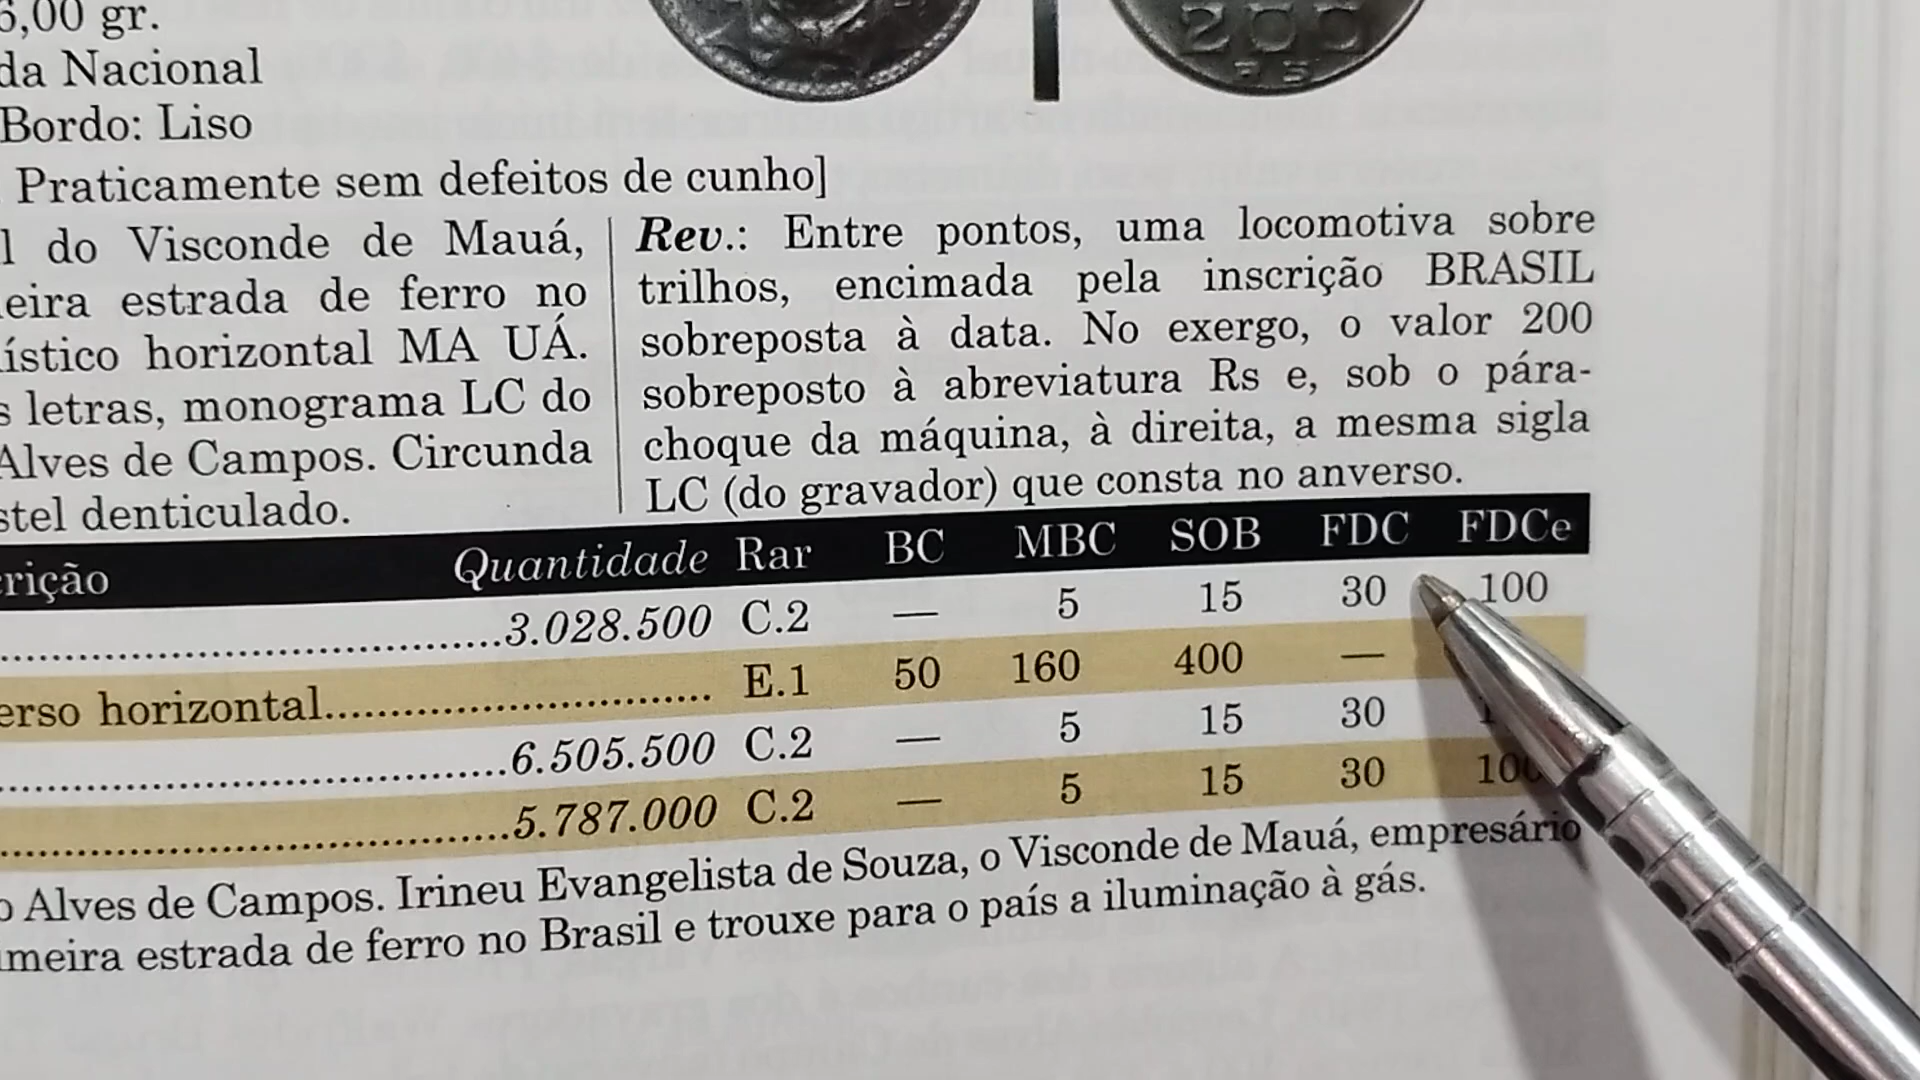 6,00 gr.
da Nacional
Bordo: Liso
Praticamente sem defeitos de cunho]
200
RS
l do Visconde de Mauá,
eira estrada de ferro no
ístico horizontal MA UÁ.
s letras, monograma LC do
Alves de Campos. Circunda
stel denticulado.
Rev.: Entre pontos, uma locomotiva sobre
trilhos, encimada pela inscrição BRASIL
sobreposta à data. No exergo, o valor 200
sobreposto à abreviatura Rs e, sob o pára-
choque da máquina, à direita, a mesma sigla
LC (do gravador) que consta no anverso.
rição Quantidade Rar BC MBC SOB FDC FDCe
3.028.500 C.2 — 5 15 30 100
erso horizontal E.1 50 160 400 —
6.505.500 C.2 — 5 15 30
5.787.000 C.2 — 5 15 30 100
o Alves de Campos. Irineu Evangelista de Souza, o Visconde de Mauá, empresário
meira estrada de ferro no Brasil e trouxe para o país a iluminação à gás.